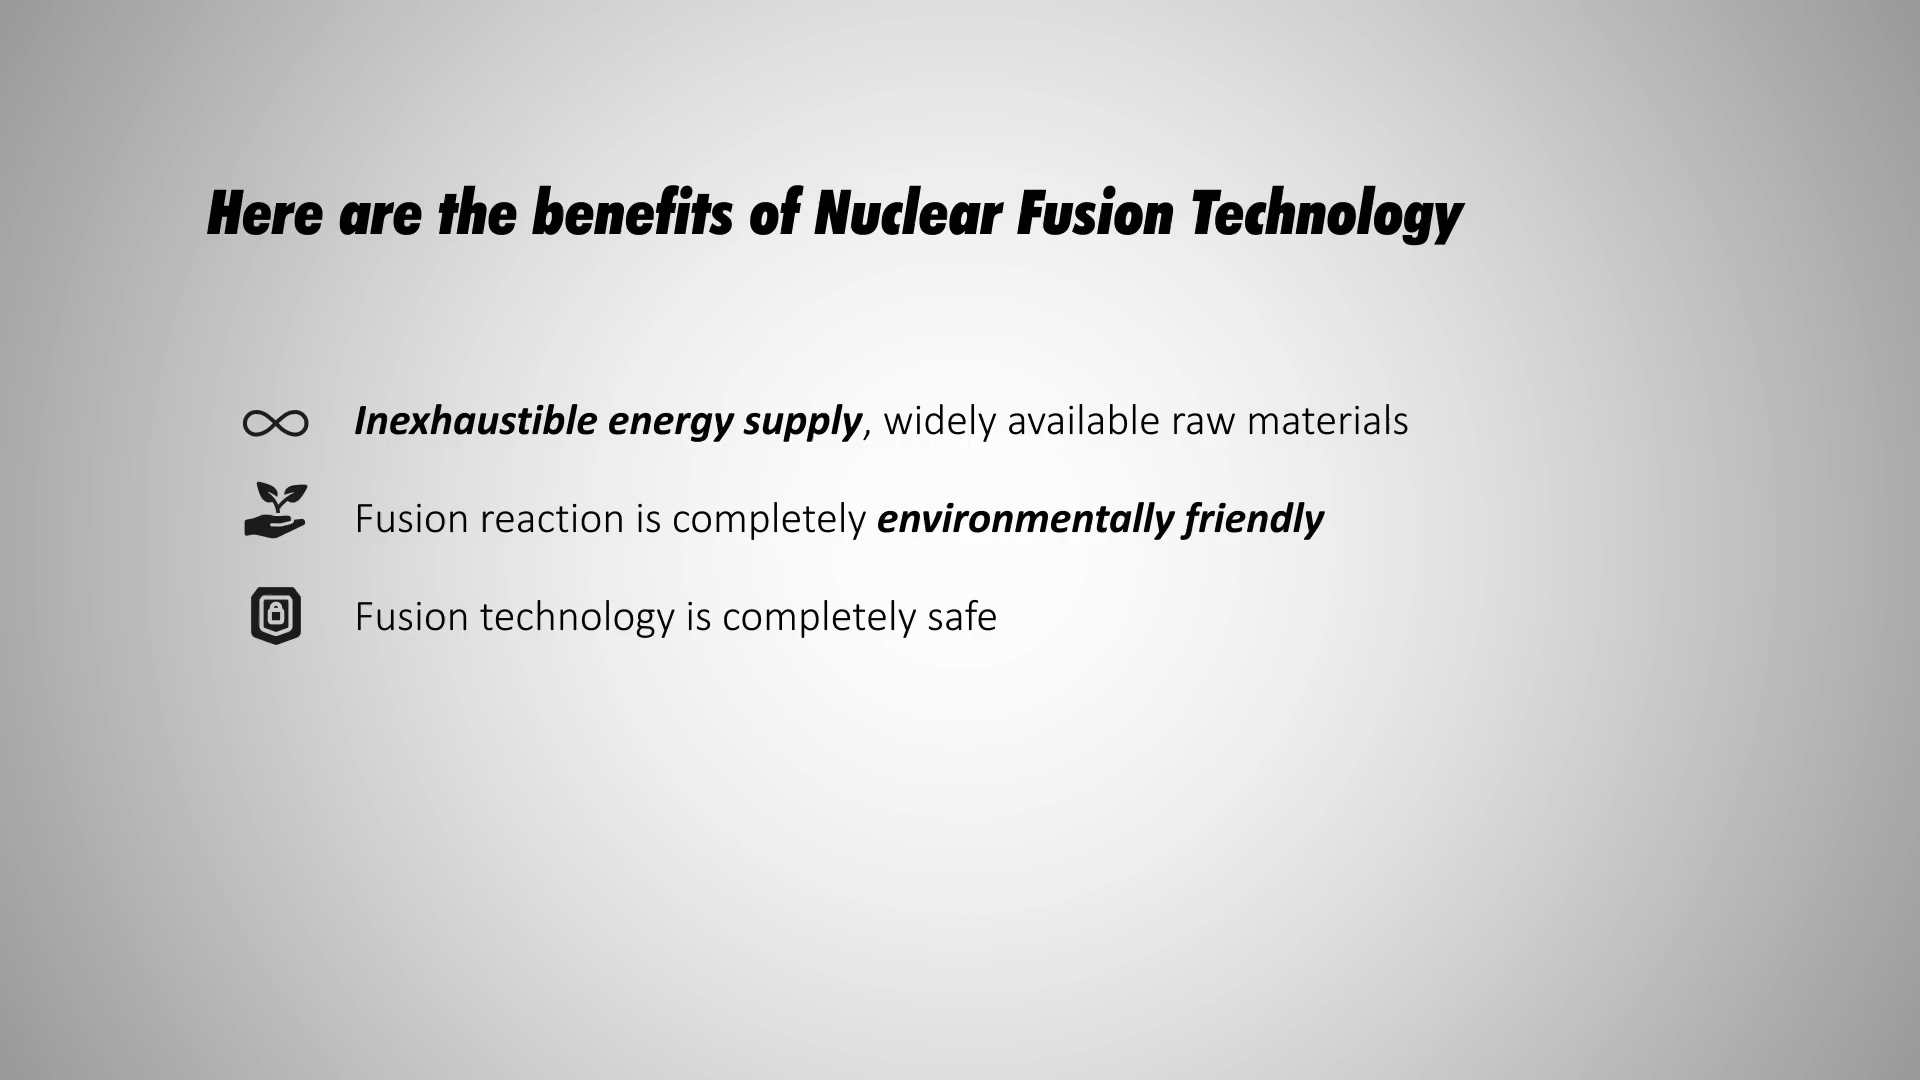 Here are the benefits of Nuclear Fusion Technology
Inexhaustible energy supply, widely available raw materials
Fusion reaction is completely environmentally friendly
Fusion technology is completely safe